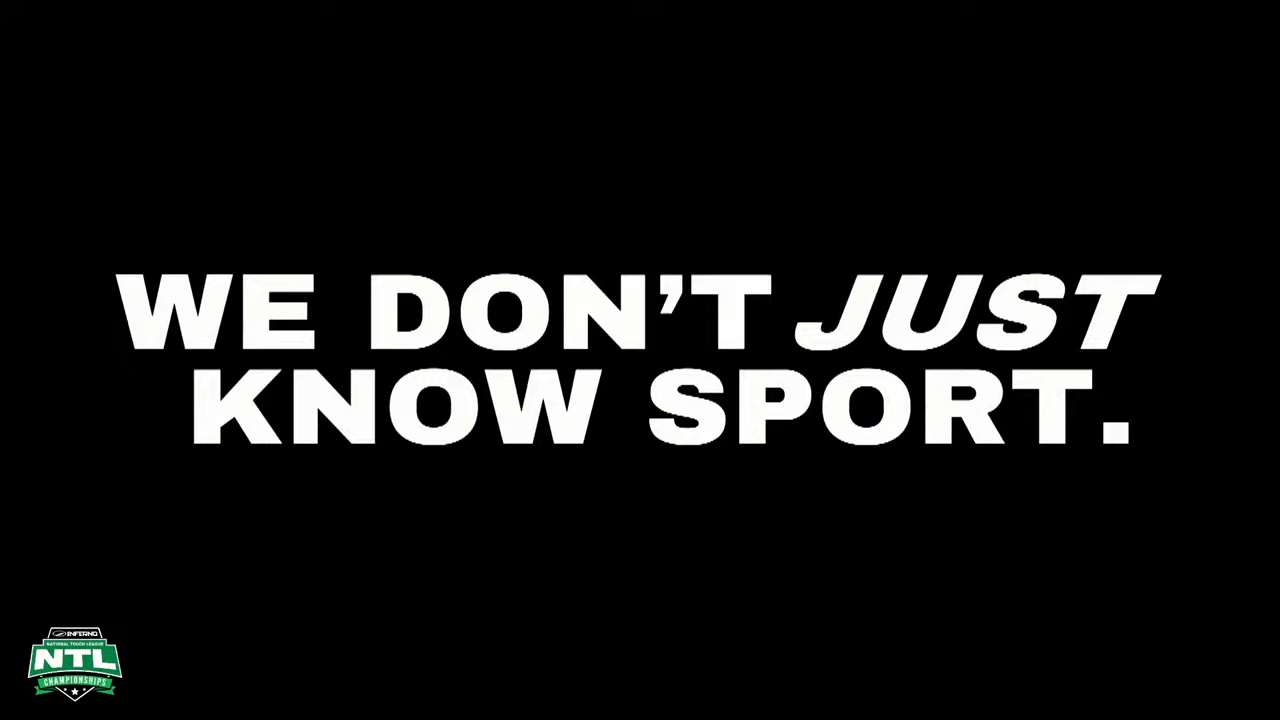 WE DON’T JUST
KNOW SPORT.
INFERNO
NATIONAL TOUCH LEAGUE
NTL
CHAMPIONSHIPS